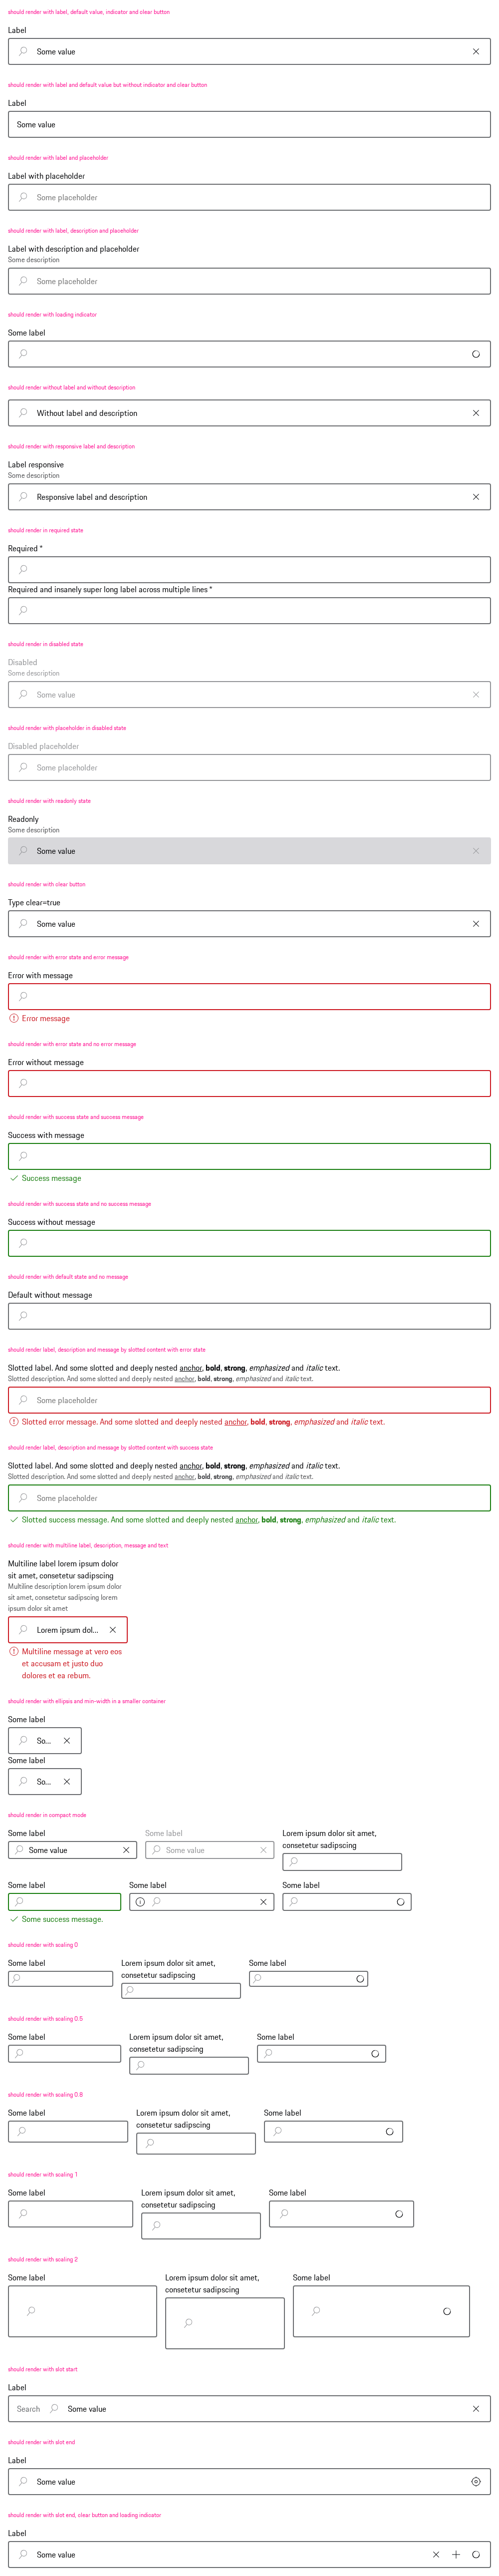 should render with label, default value, indicator and clear button
Label
Some value
should render with label and default value but without indicator and clear button
Label
Some value
should render with label and placeholder
Label with placeholder
Some placeholder
should render with label, description and placeholder
Label with description and placeholder
Some description
Some placeholder
should render with loading indicator
Some label
should render without label and without description
Without label and description
should render with responsive label and description
Label responsive
Some description
Responsive label and description
should render in required state
Required *
Required and insanely super long label across multiple lines *
should render in disabled state
Disabled
Some description
Some value
should render with placeholder in disabled state
Disabled placeholder
Some placeholder
should render with readonly state
Readonly
Some description
Some value
should render with clear button
Type clear=true
Some value
should render with error state and error message
Error with message
Error message
should render with error state and no error message
Error without message
should render with success state and success message
Success with message
Success message
should render with success state and no success message
Success without message
should render with default state and no message
Default without message
should render label, description and message by slotted content with error state
Slotted label. And some slotted and deeply nested anchor, bold, strong, emphasized and italic text.
Slotted description. And some slotted and deeply nested anchor, bold, strong, emphasized and italic text.
Some placeholder
Slotted error message. And some slotted and deeply nested anchor, bold, strong, emphasized and italic text.
should render label, description and message by slotted content with success state
Slotted label. And some slotted and deeply nested anchor, bold, strong, emphasized and italic text.
Slotted description. And some slotted and deeply nested anchor, bold, strong, emphasized and italic text.
Some placeholder
Slotted success message. And some slotted and deeply nested anchor, bold, strong, emphasized and italic text.
should render with multiline label, description, message and text
Multiline label lorem ipsum dolor
sit amet, consetetur sadipscing
Multiline description lorem ipsum dolor
sit amet, consetetur sadipscing lorem
ipsum dolor sit amet
Lorem ipsum dol...
Multiline message at vero eos
et accusam et justo duo
dolores et ea rebum.
should render with ellipsis and min-width in a smaller container
Some label
So...
Some label
So...
should render in compact mode
Some label
Some value
Some label
Some value
Lorem ipsum dolor sit amet,
consetetur sadipscing
Some label
Some success message.
Some label
Some label
should render with scaling 0
Some label
Lorem ipsum dolor sit amet,
consetetur sadipscing
Some label
should render with scaling 0.5
Some label
Lorem ipsum dolor sit amet,
consetetur sadipscing
Some label
should render with scaling 0.8
Some label
Lorem ipsum dolor sit amet,
consetetur sadipscing
Some label
should render with scaling 1
Some label
Lorem ipsum dolor sit amet,
consetetur sadipscing
Some label
should render with scaling 2
Some label
Lorem ipsum dolor sit amet,
consetetur sadipscing
Some label
should render with slot start
Label
Search Some value
should render with slot end
Label
Some value
should render with slot end, clear button and loading indicator
Label
Some value